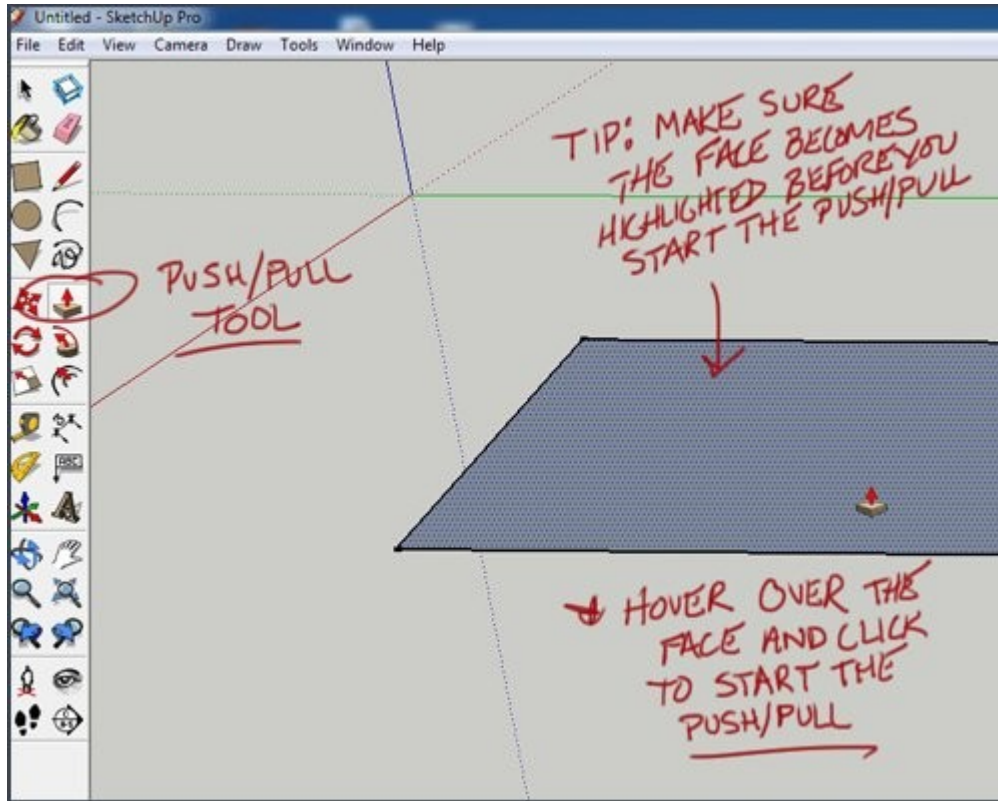 Untitled - SketchUp Pro
File Edit View Camera Draw Tools Window Help
TIP: MAKE SURE
THE FACE BECOMES
HIGHLIGHTED BEFORE YOU
START THE PUSH/PULL
PUSH/PULL
TOOL
ABC
HOVER OVER THE
FACE AND CLICK
TO START THE
PUSH/PULL